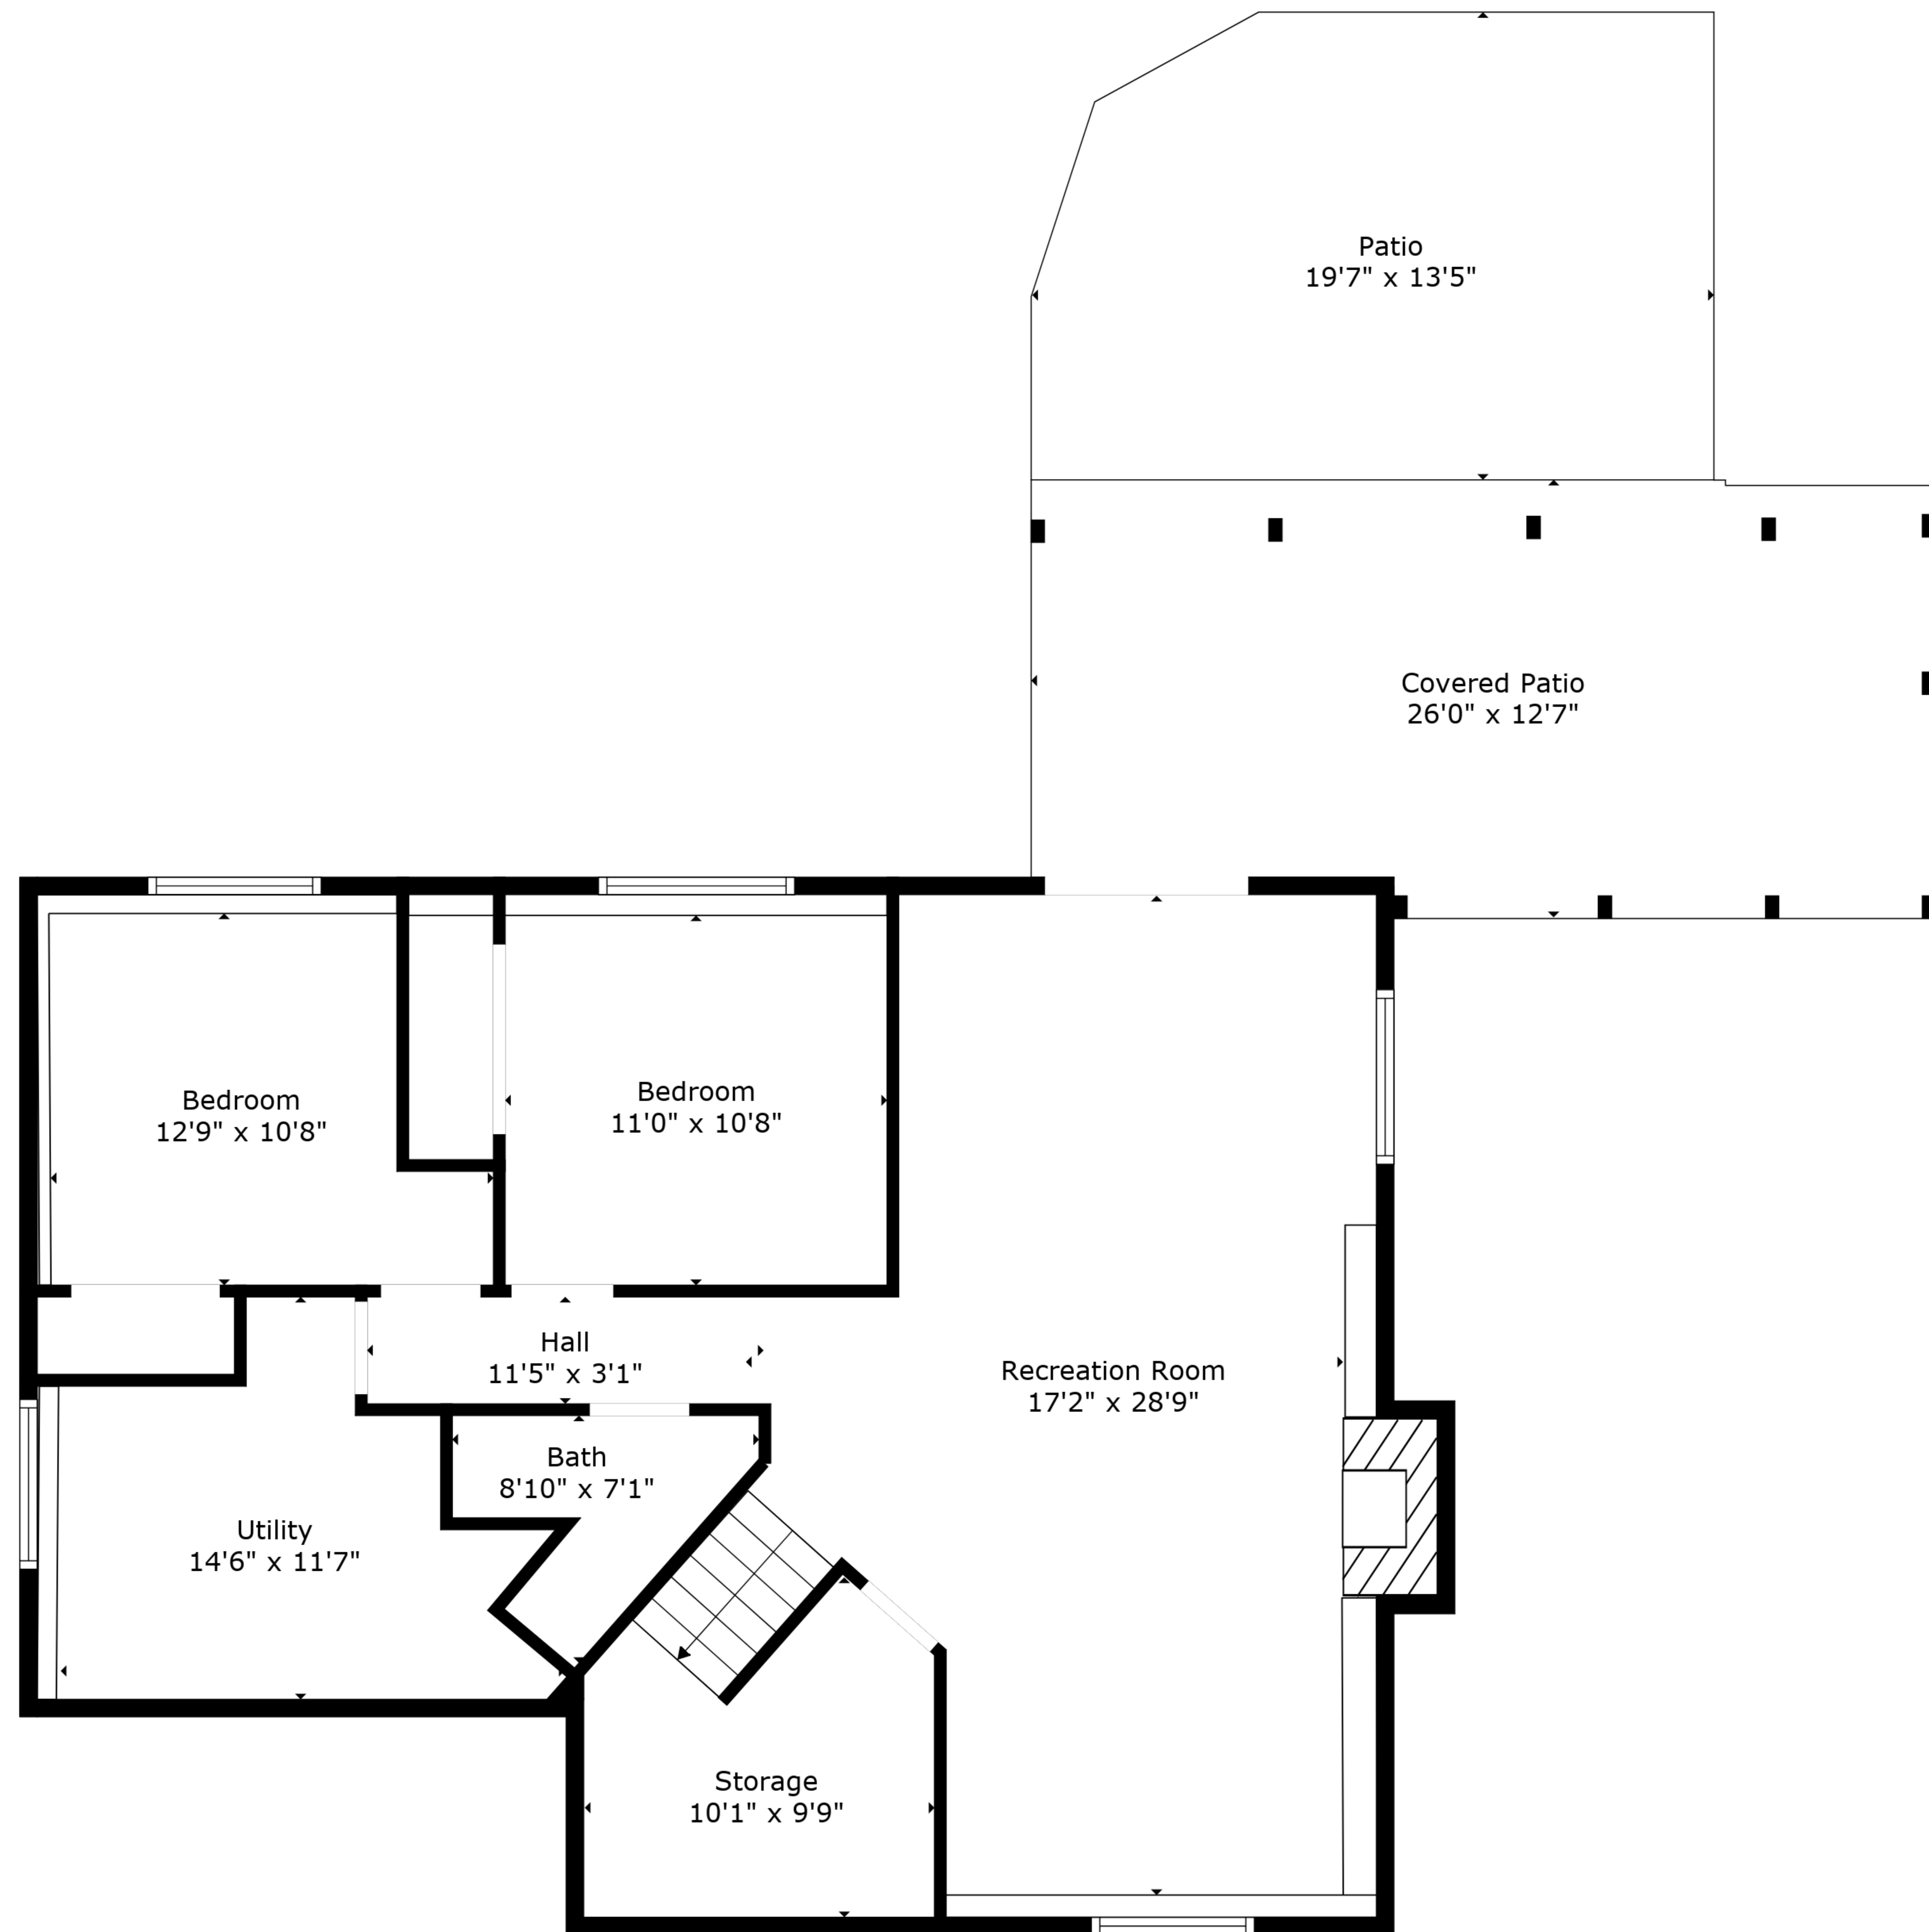 Patio
19'7" x 13'5"
Covered Patio
26'0" x 12'7"
Bedroom
12'9" x 10'8"
Bedroom
11'0" x 10'8"
Hall
11'5" x 3'1"
Recreation Room
17'2" x 28'9"
Bath
8'10" x 7'1"
Utility
14'6" x 11'7"
Storage
10'1" x 9'9"